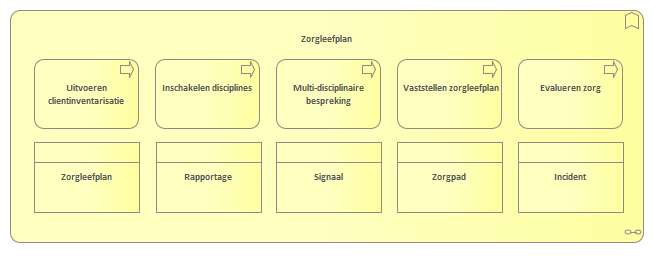 Zorgleefplan
Uitvoeren
clientinventarisatie
Inschakelen disciplines
Multi-disciplinaire
bespreking
Vaststellen zorgleefplan
Evalueren zorg
Zorgleefplan
Rapportage
Signaal
Zorgpad
Incident